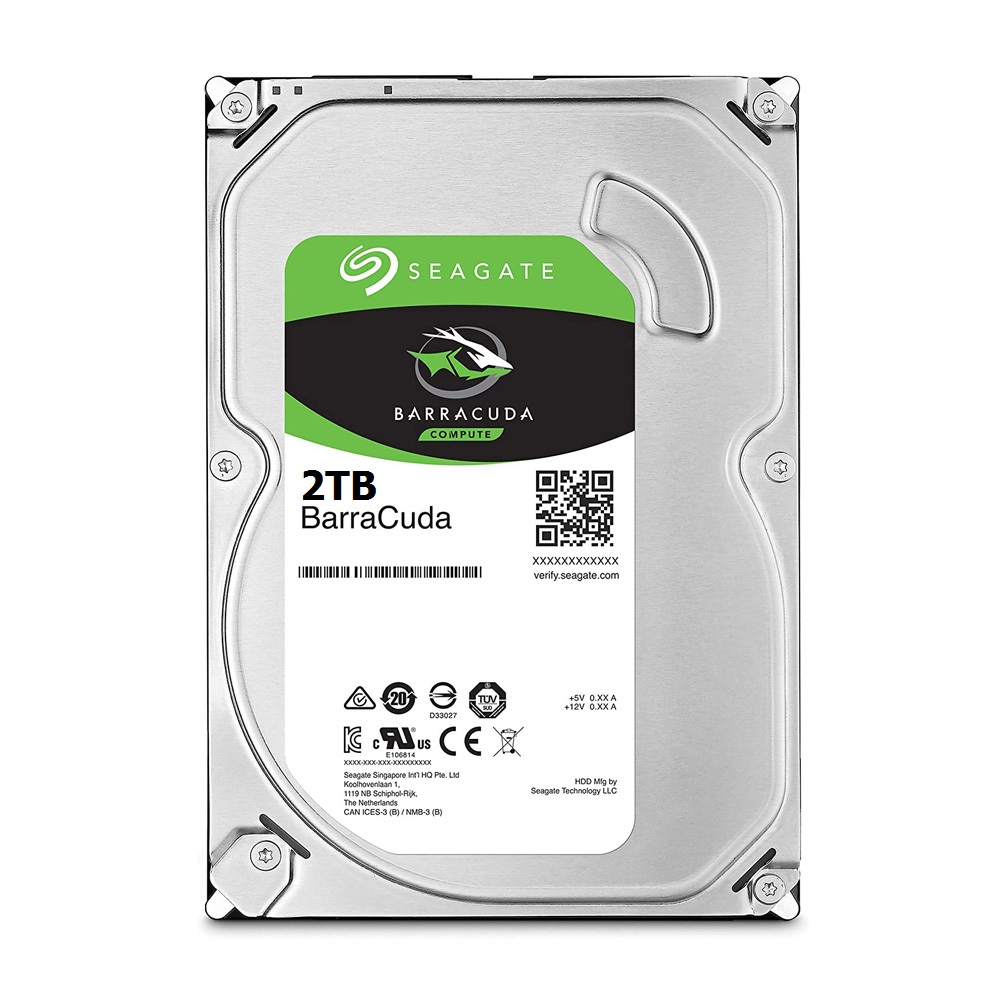 SEAGATE
BARRACUDA
COMPUTE
2TB
BarraCuda
XXXXXXXXXXXX
verify.seagate.com
20
D33027
TÜV
SUD
+5V 0.XX A
+12V 0.XX A
c RU® US
E106814
CE
XXXX-XXX-XXX-XXXXXXXXX
Seagate Singapore Int'l HQ Pte. Ltd
Koolhovenlaan 1,
1119 NB Schiphol-Rijk,
The Netherlands
CAN ICES-3 (B) / NMB-3 (B)
HDD Mfg by
Seagate Technology LLC